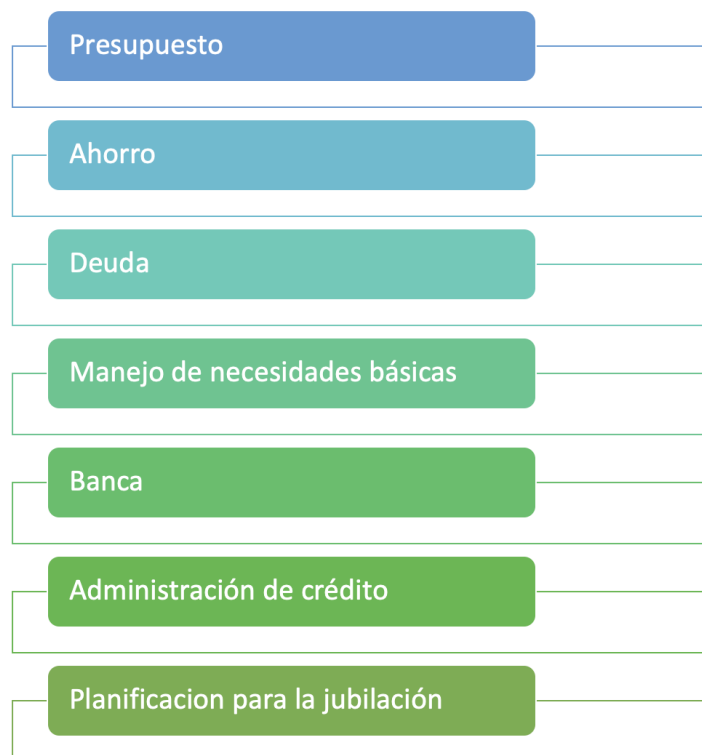 Presupuesto
Ahorro
Deuda
Manejo de necesidades básicas
Banca
Administración de crédito
Planificacion para la jubilación